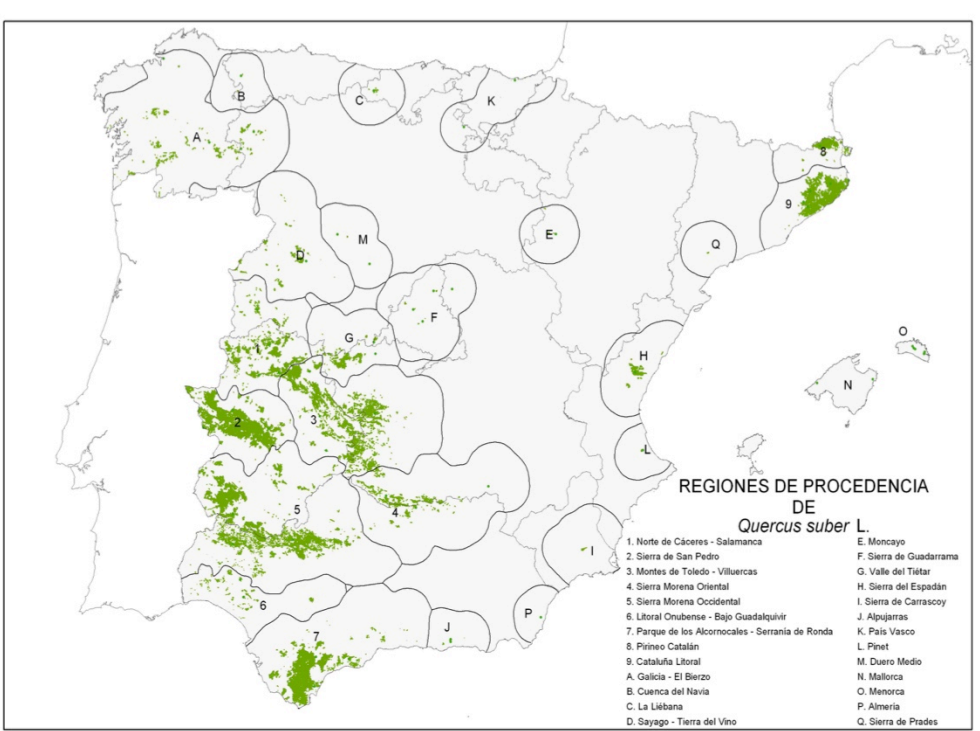 B
C
K
A
8
9
E
Q
D
M
F
1
G
O
H
N
2
3
L
5
4
I
6
7
J
P
REGIONES DE PROCEDENCIA
DE
Quercus suber L.
1. Norte de Cáceres - Salamanca
2. Sierra de San Pedro
3. Montes de Toledo - Villuercas
4. Sierra Morena Oriental
5. Sierra Morena Occidental
6. Litoral Onubense - Bajo Guadalquivir
7. Parque de los Alcornocales - Serranía de Ronda
8. Pirineo Catalán
9. Cataluña Litoral
A. Galicia - El Bierzo
B. Cuenca del Navia
C. La Liébana
D. Sayago - Tierra del Vino
E. Moncayo
F. Sierra de Guadarrama
G. Valle del Tiétar
H. Sierra del Espadán
I. Sierra de Carrascoy
J. Alpujarras
K. País Vasco
L. Pinet
M. Duero Medio
N. Mallorca
O. Menorca
P. Almería
Q. Sierra de Prades